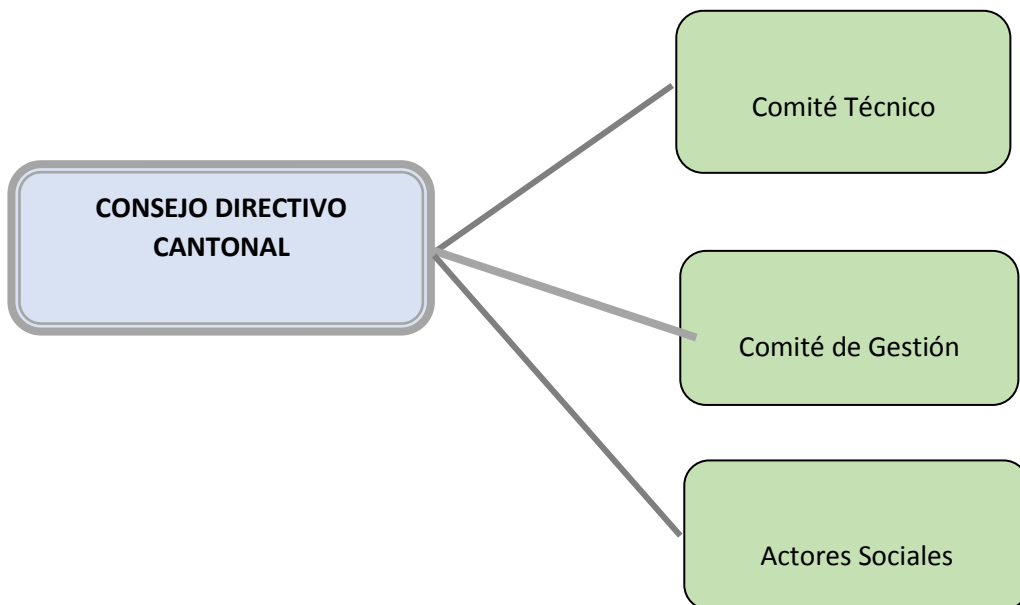 Comité Técnico
CONSEJO DIRECTIVO
CANTONAL
Comité de Gestión
Actores Sociales